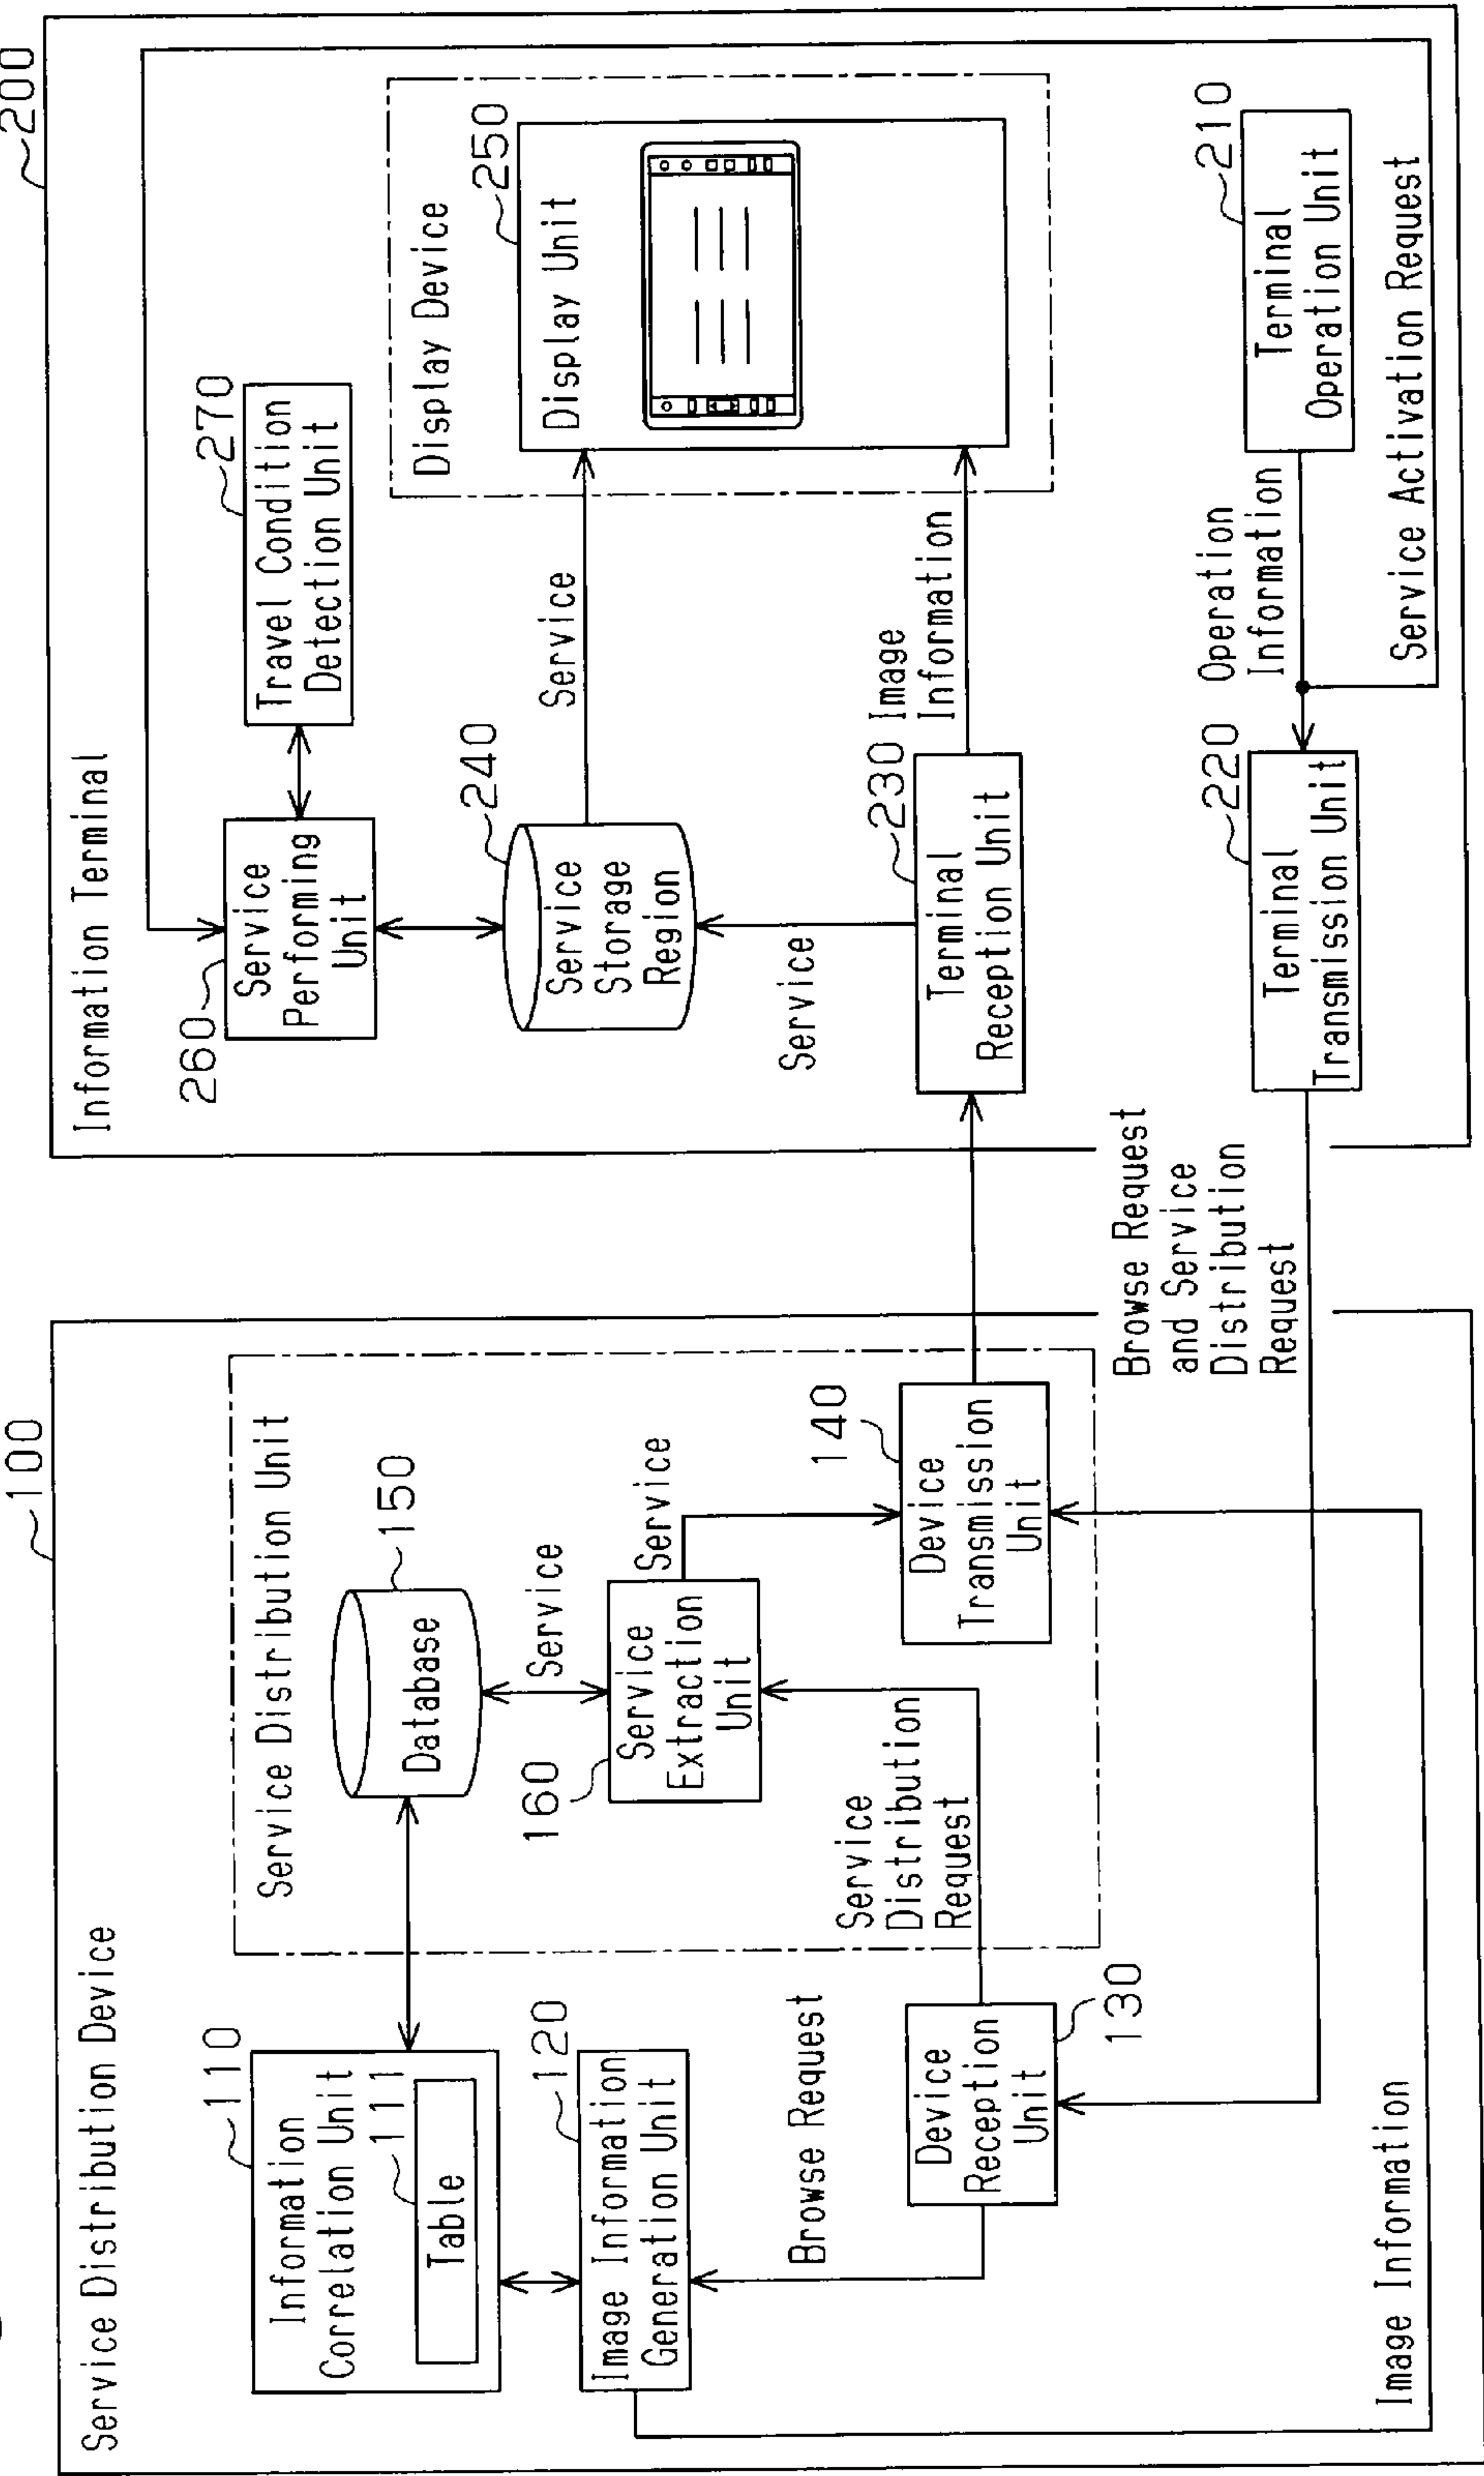 100
Service Distribution Device
110
Information
Correlation Unit
111
Table
120
Image Information
Generation Unit
Browse Request
Device
Reception
Unit
130
Image Information
Service Distribution Unit
150
Database
Service
160
Service
Extraction
Unit
Service
Service
Distribution
Request
140
Device
Transmission
Unit
Browse Request
and Service
Distribution
Request
200
Information Terminal
260
Service
Performing
Unit
270
Travel Condition
Detection Unit
240
Service
Storage
Region
Service
Service
230
Terminal
Reception Unit
Image
Information
Display Device
250
Display Unit
220
Terminal
Transmission Unit
Operation
Information
210
Terminal
Operation Unit
Service Activation Request